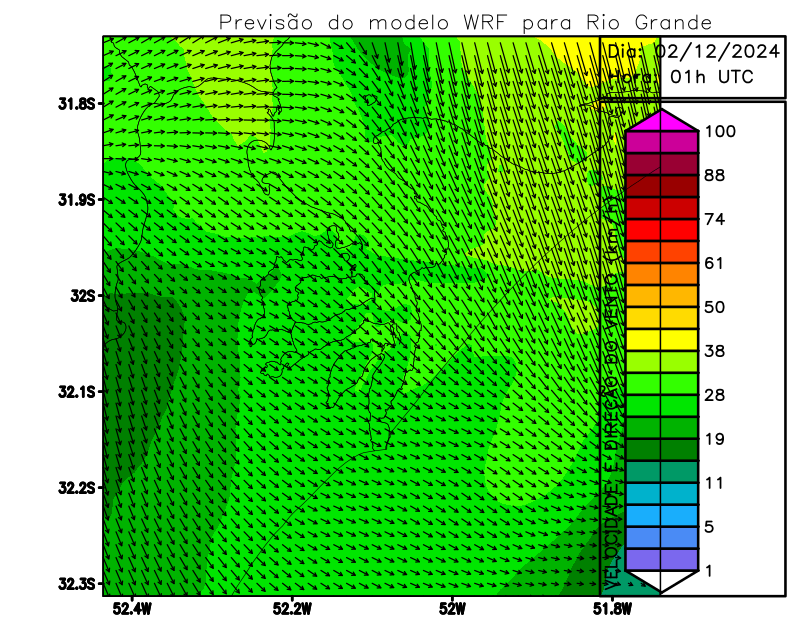 Previsão do modelo WRF para Rio Grande
Dia: 02/12/2024
Hora: 01h UTC
31.8S
31.9S
32S
32.1S
32.2S
32.3S
52.4W
52.2W
52W
51.8W
VELOCIDADE E DIREÇÃO DO VENTO (km/h)
100
88
74
61
50
38
28
19
11
5
1